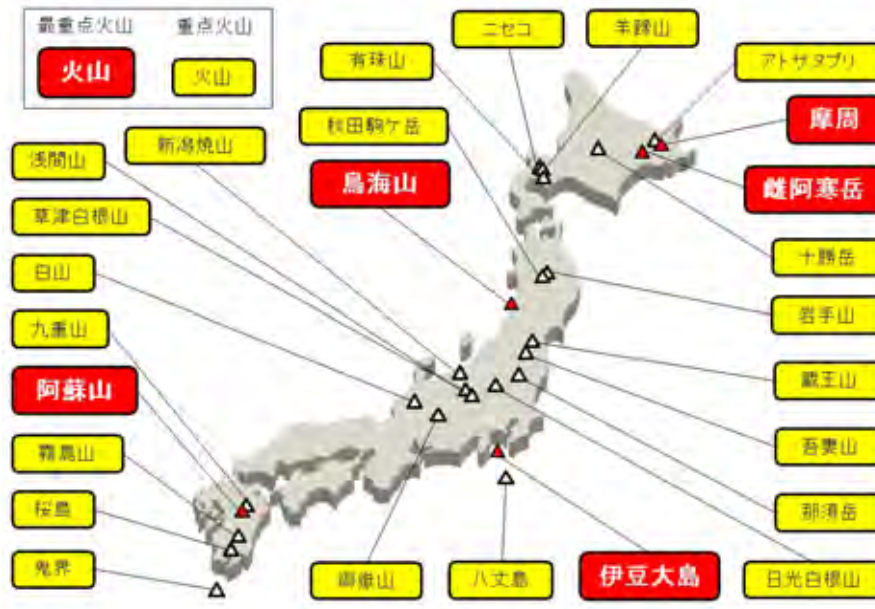 最重点火山 重点火山
火山 火山
ニセコ
羊蹄山
有珠山
アトサヌプリ
秋田駒ケ岳
摩周
新潟焼山
浅間山
鳥海山
雌阿寒岳
草津白根山
十勝岳
白山
岩手山
九重山
蔵王山
阿蘇山
吾妻山
霧島山
桜島
那須岳
鬼界
御嶽山
八丈島
伊豆大島
日光白根山